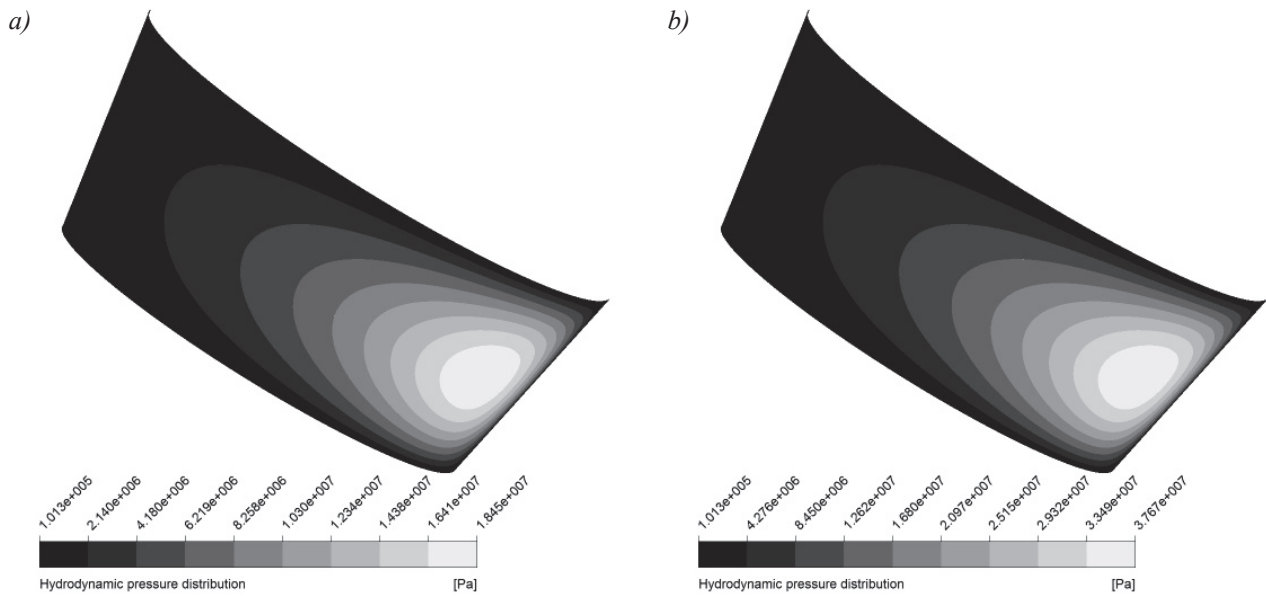 a)
b)
1.013e+005
2.140e+006
4.180e+006
6.219e+006
8.258e+006
1.030e+007
1.234e+007
1.438e+007
1.641e+007
1.845e+007
Hydrodynamic pressure distribution [Pa]
1.013e+005
4.276e+006
8.450e+006
1.262e+007
1.680e+007
2.097e+007
2.515e+007
2.932e+007
3.349e+007
3.767e+007
Hydrodynamic pressure distribution [Pa]